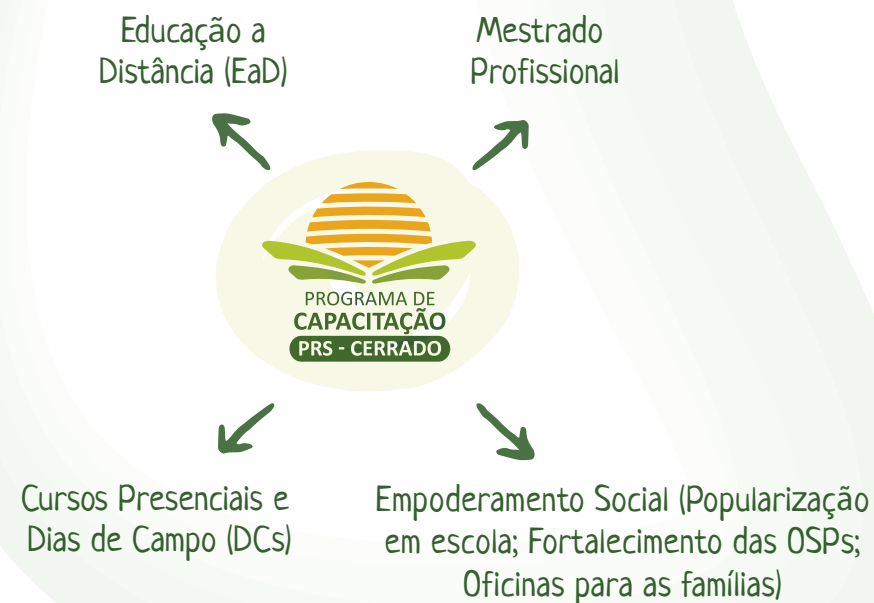 Educação a
Distância (EaD)
Mestrado
Profissional
PROGRAMA DE
CAPACITAÇÃO
PRS - CERRADO
Cursos Presenciais e
Dias de Campo (DCs)
Empoderamento Social (Popularização
em escola; Fortalecimento das OSPs;
Oficinas para as famílias)